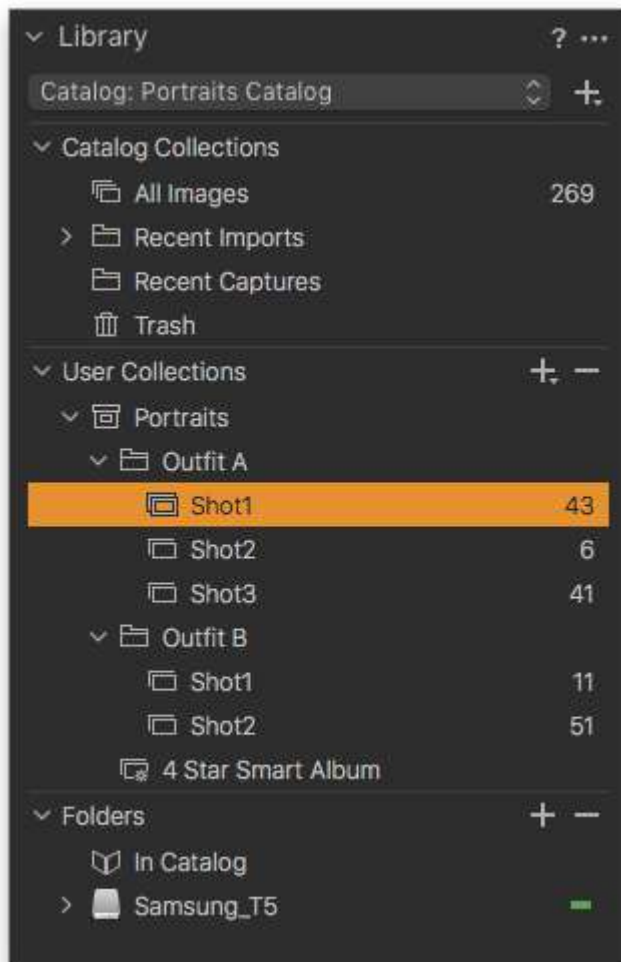 Library ? ...
Catalog: Portraits Catalog
Catalog Collections
All Images 269
Recent Imports
Recent Captures
Trash
User Collections
Portraits
Outfit A
Shot1 43
Shot2 6
Shot3 41
Outfit B
Shot1 11
Shot2 51
4 Star Smart Album
Folders
In Catalog
Samsung_T5